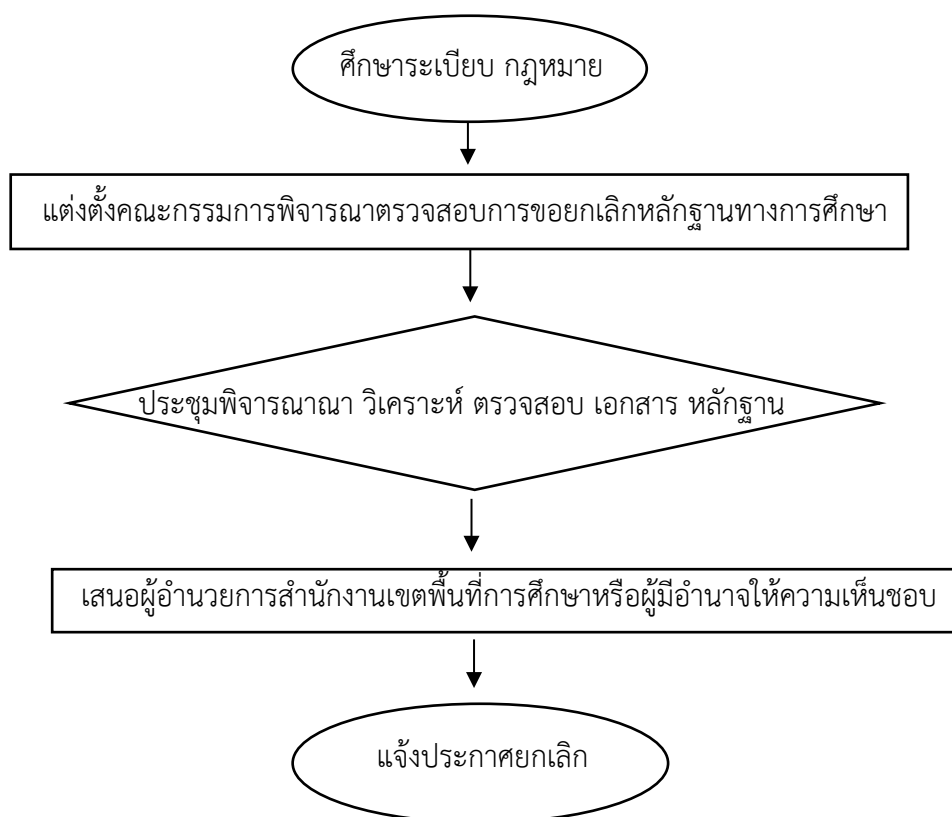 ศึกษาระเบียบ กฎหมาย
แต่งตั้งคณะกรรมการพิจารณาตรวจสอบการขอยกเลิกหลักฐานทางการศึกษา
ประชุมพิจารณาณา วิเคราะห์ ตรวจสอบ เอกสาร หลักฐาน
เสนอผู้อำนวยการสำนักงานเขตพื้นที่การศึกษาหรือผู้มีอำนาจให้ความเห็นชอบ
แจ้งประกาศยกเลิก